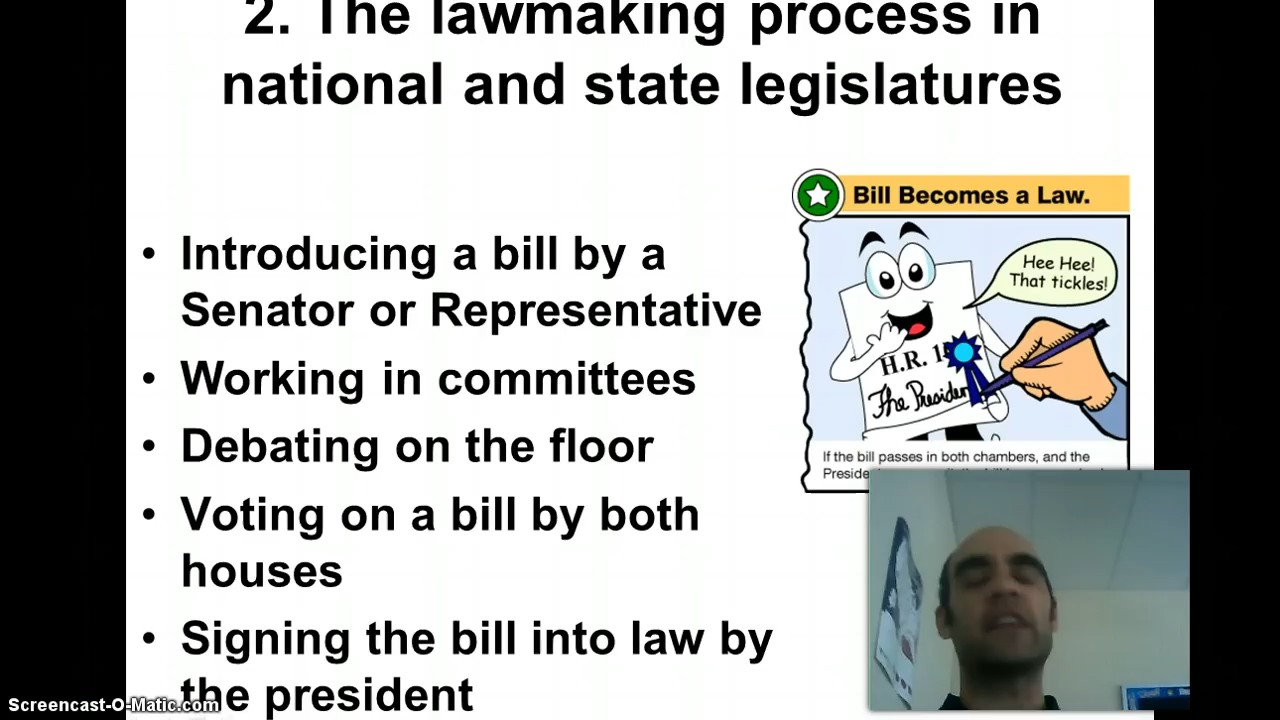 2. The lawmaking process in
national and state legislatures
• Introducing a bill by a
Senator or Representative
• Working in committees
• Debating on the floor
• Voting on a bill by both
houses
• Signing the bill into law by
the president
Bill Becomes a Law.
Hee Hee!
That tickles!
H.R. 1
The President
If the bill passes in both chambers, and the
Screencast-O-Matic.com